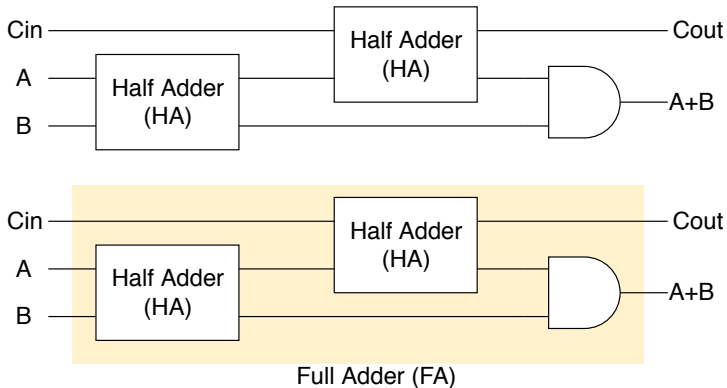 Cin
Half Adder
(HA)
Cout
A
Half Adder
(HA)
B
A+B
Cin
Half Adder
(HA)
Cout
A
Half Adder
(HA)
B
A+B
Full Adder (FA)